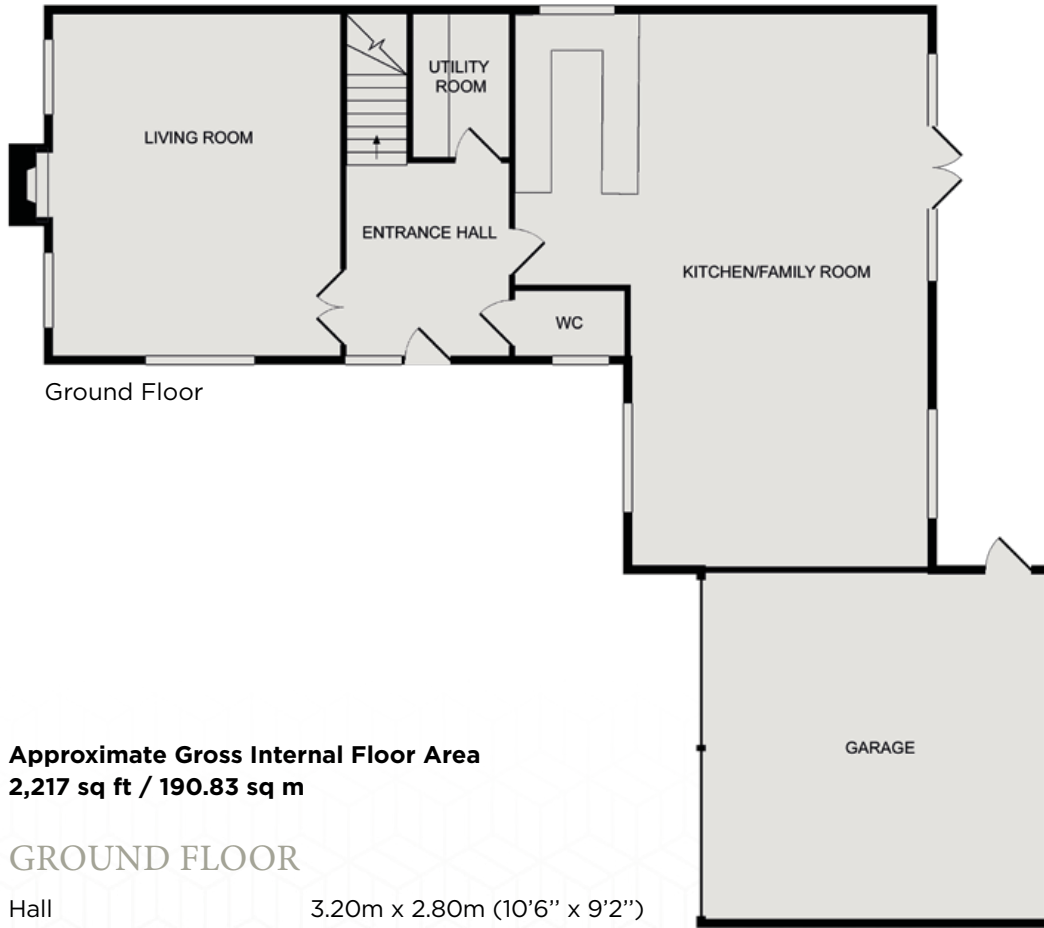 LIVING ROOM
UTILITY
ROOM
ENTRANCE HALL
KITCHEN/FAMILY ROOM
WC
Ground Floor
GARAGE
Approximate Gross Internal Floor Area
2,217 sq ft / 190.83 sq m
GROUND FLOOR
Hall 3.20m x 2.80m (10'6'' x 9'2'')